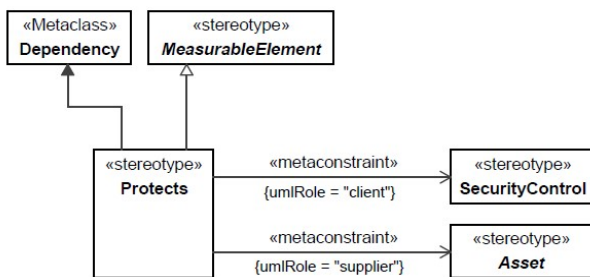 «Metaclass»
Dependency
«stereotype»
MeasurableElement
«stereotype»
Protects
«metaconstraint»
{umlRole = "client"}
«stereotype»
SecurityControl
«metaconstraint»
{umlRole = "supplier"}
«stereotype»
Asset